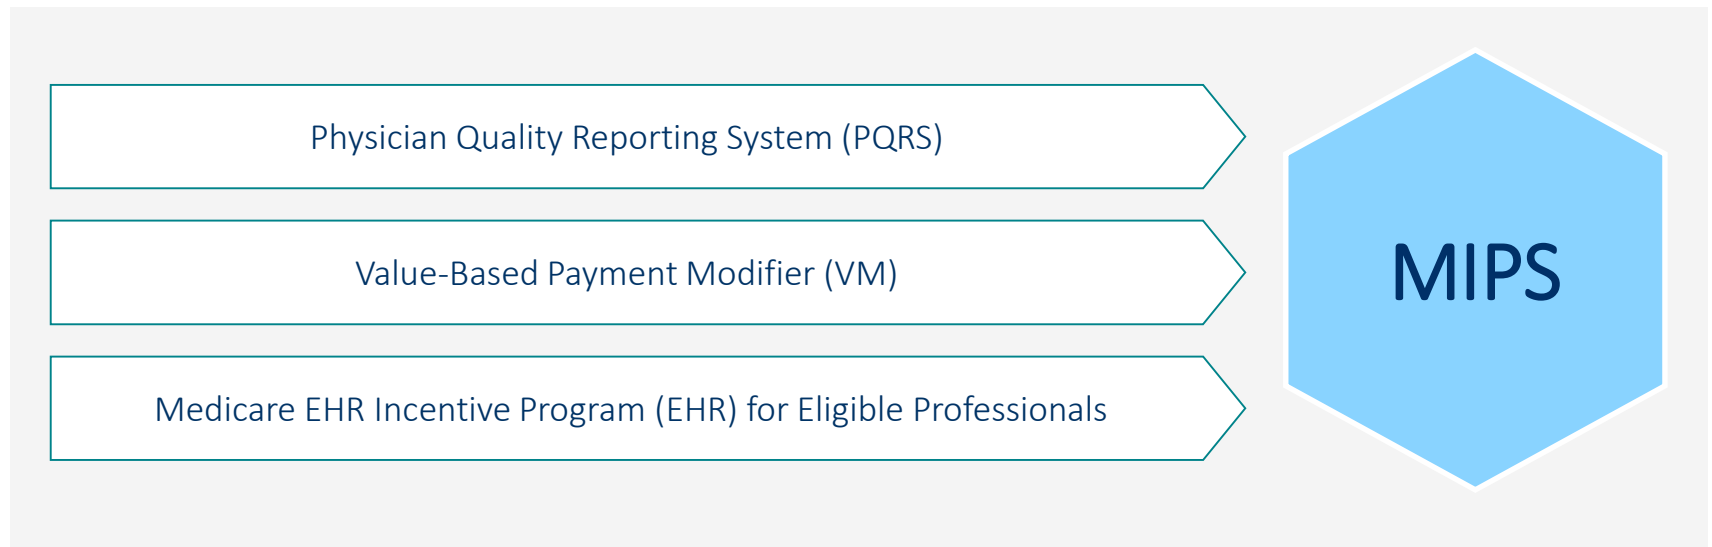 Physician Quality Reporting System (PQRS)
Value-Based Payment Modifier (VM)
Medicare EHR Incentive Program (EHR) for Eligible Professionals
MIPS